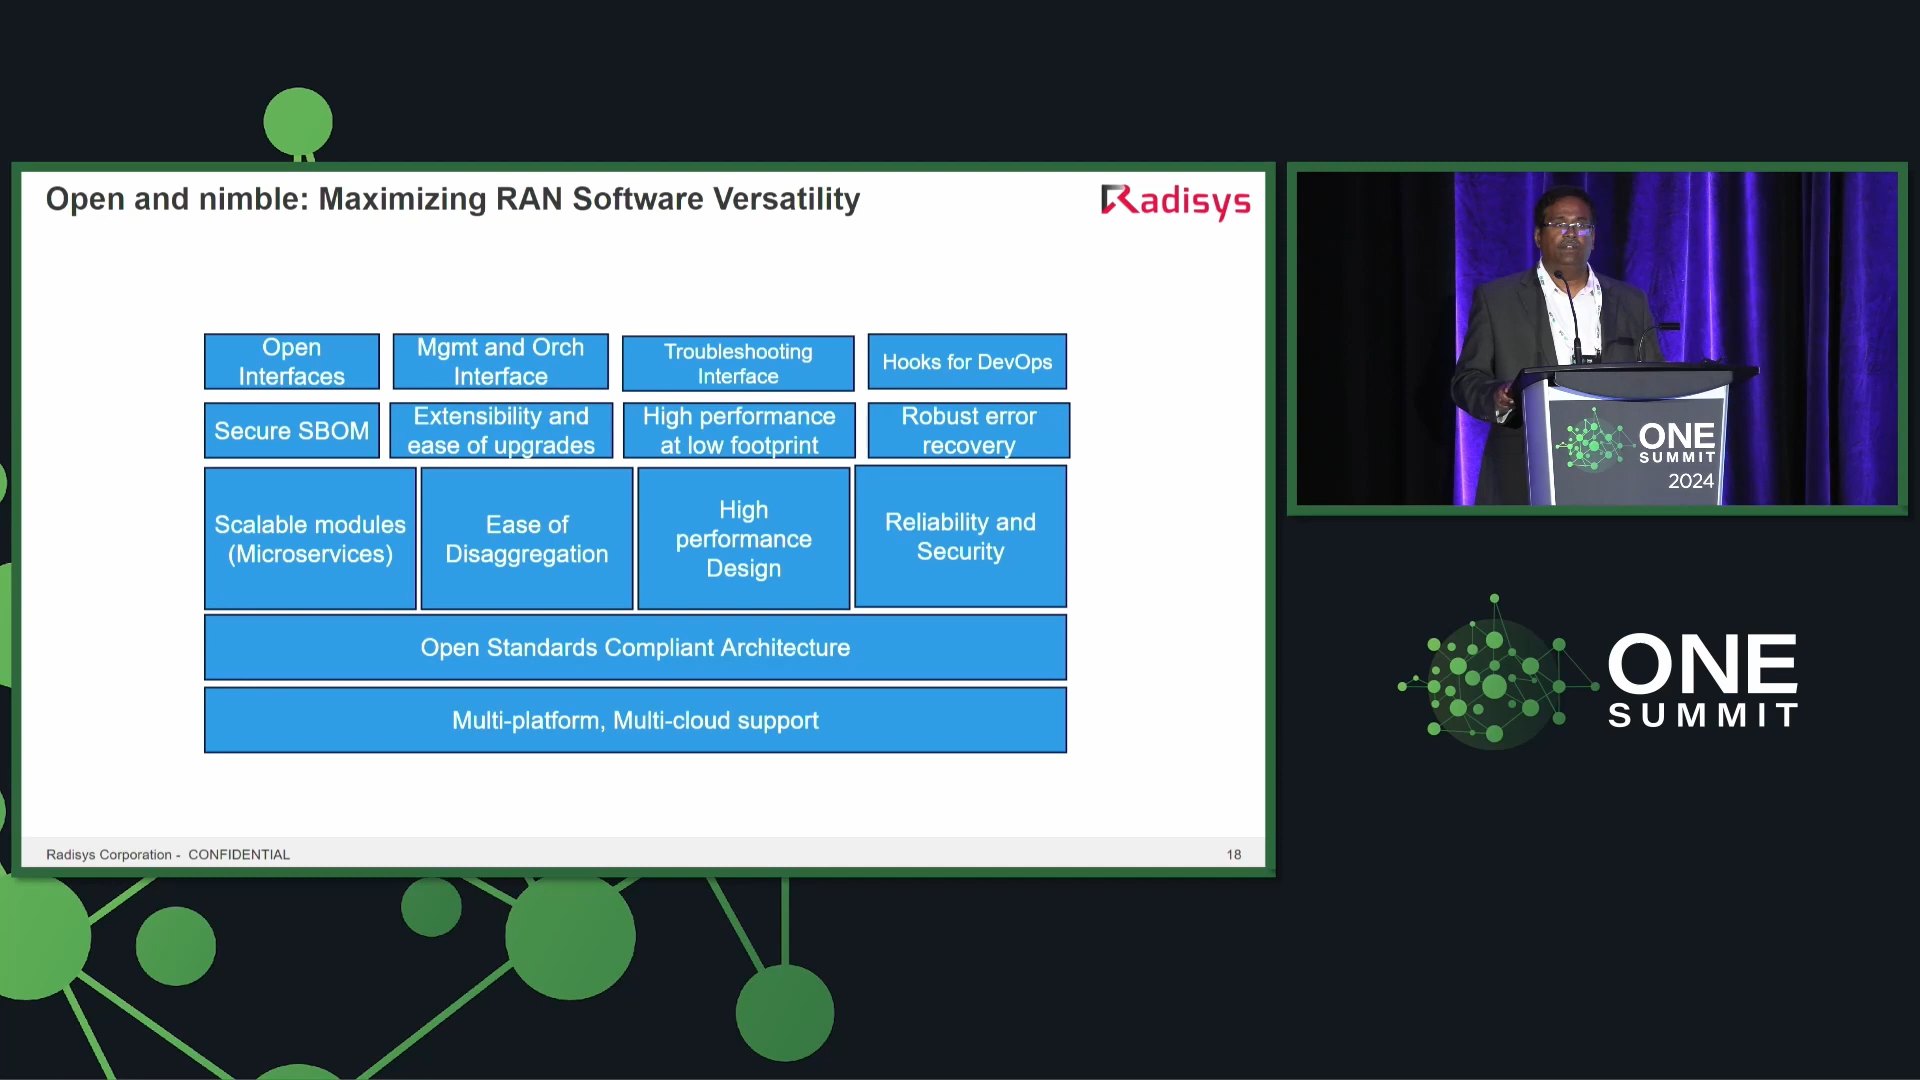 Open and nimble: Maximizing RAN Software Versatility
Radisys
Open
Interfaces
Mgmt and Orch
Interface
Troubleshooting
Interface
Hooks for DevOps
Secure SBOM
Extensibility and
ease of upgrades
High performance
at low footprint
Robust error
recovery
Scalable modules
(Microservices)
Ease of
Disaggregation
High
performance
Design
Reliability and
Security
Open Standards Compliant Architecture
Multi-platform, Multi-cloud support
Radisys Corporation - CONFIDENTIAL
18
ONE
SUMMIT
2024
ONE
SUMMIT